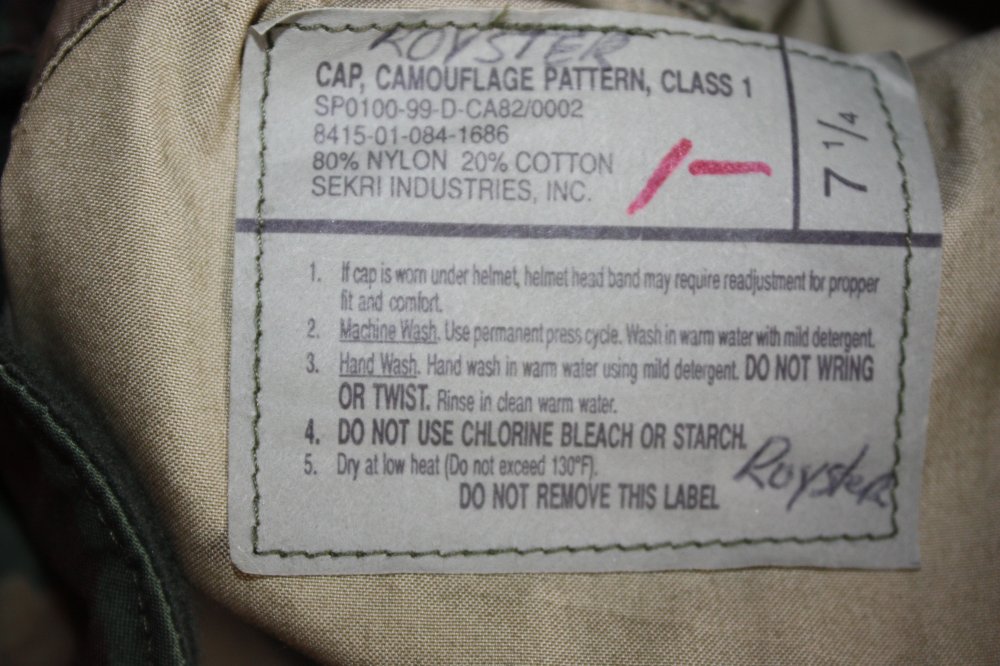 ROYSTER
CAP, CAMOUFLAGE PATTERN, CLASS 1
SP0100-99-D-CA82/0002
8415-01-084-1686
80% NYLON 20% COTTON
SEKRI INDUSTRIES, INC.
1-
7 1/4
1. If cap is worn under helmet, helmet head band may require readjustment for propper
fit and comfort.
2. Machine Wash. Use permanent press cycle. Wash in warm water with mild detergent.
3. Hand Wash. Hand wash in warm water using mild detergent. DO NOT WRING
OR TWIST. Rinse in clean warm water.
4. DO NOT USE CHLORINE BLEACH OR STARCH.
5. Dry at low heat (Do not exceed 130°F).
DO NOT REMOVE THIS LABEL
Royster